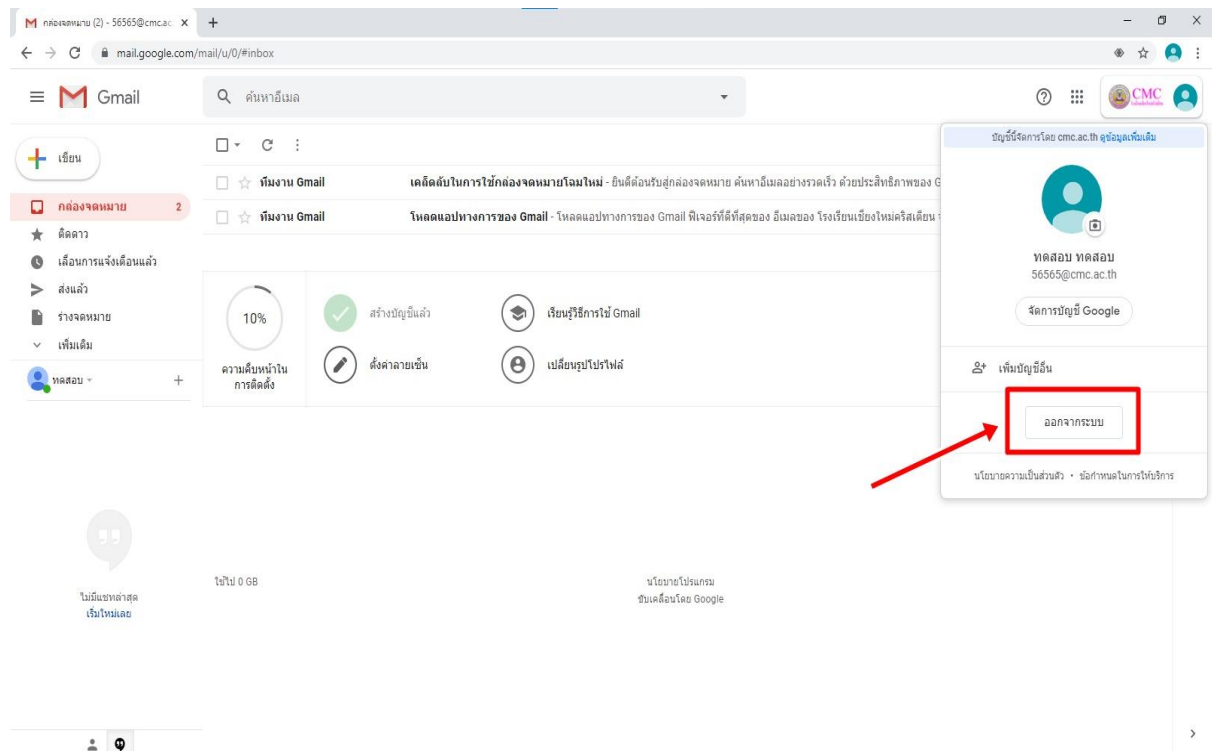 กล่องจดหมาย (2) - 56565@cmc.ac
mail.google.com/mail/u/0/#inbox
Gmail
ค้นหาอีเมล
CMC
เขียน
กล่องจดหมาย 2
ติดดาว
เลื่อนการแจ้งเตือนแล้ว
ส่งแล้ว
ร่างจดหมาย
เพิ่มเติม
ทดสอบ
ไม่มีแชทล่าสุด
เริ่มใหม่เลย
ทีมงาน Gmail เคล็ดลับในการใช้กล่องจดหมายโฉมใหม่ - ยินดีต้อนรับสู่กล่องจดหมาย ค้นหาอีเมลอย่างรวดเร็ว ด้วยประสิทธิภาพของ G
ทีมงาน Gmail โหลดแอปทางการของ Gmail - โหลดแอปทางการของ Gmail ฟีเจอร์ที่ดีที่สุดของ อีเมลของ โรงเรียนเชียงใหม่คริสเตียน
10%
ความคืบหน้าใน
การติดตั้ง
สร้างบัญชีแล้ว
เรียนรู้วิธีการใช้ Gmail
ตั้งค่าลายเซ็น
เปลี่ยนรูปโปรไฟล์
ใช้ไป 0 GB
นโยบายโปรแกรม
ขับเคลื่อนโดย Google
บัญชีนี้จัดการโดย cmc.ac.th ดูข้อมูลเพิ่มเติม
ทดสอบ ทดสอบ
56565@cmc.ac.th
จัดการบัญชี Google
เพิ่มบัญชีอื่น
ออกจากระบบ
นโยบายความเป็นส่วนตัว • ข้อกำหนดในการให้บริการ